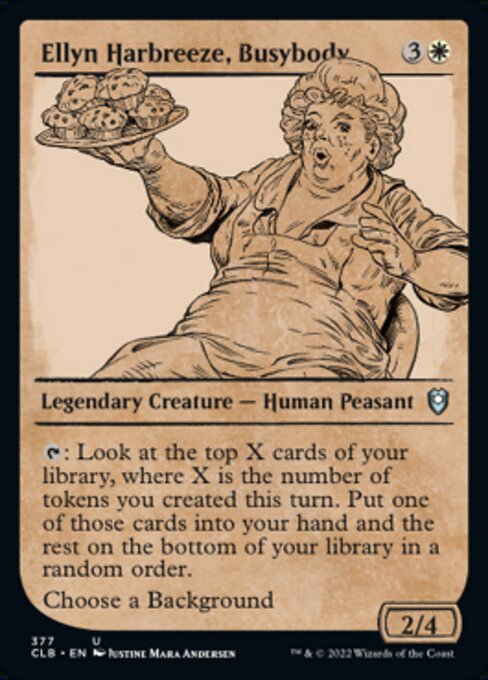 Ellyn Harbreeze, Busybody 3
Legendary Creature — Human Peasant
: Look at the top X cards of your
library, where X is the number of
tokens you created this turn. Put one
of those cards into your hand and the
rest on the bottom of your library in a
random order.
Choose a Background
2/4
377 U
CLB • EN Justine Mara Andersen
™ & © 2022 Wizards of the Coast